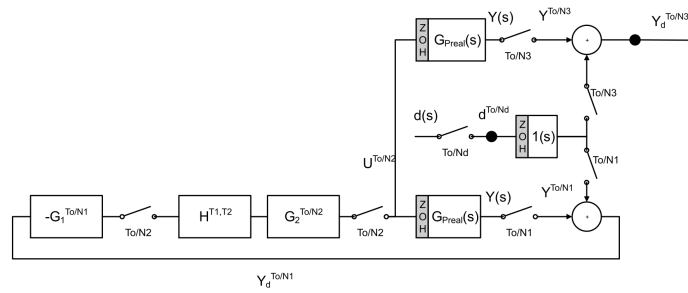 Y(s) Y^To/N3 Y_d^To/N3
Z
O
H
G_Preal(s)
To/N3
+
To/N3
d(s) d^To/Nd
Z
O
H
1(s)
To/Nd
U^To/N2
To/N1
Y(s) Y^To/N1
-G_1^To/N1
To/N2
H^T1,T2
G_2^To/N2
To/N2
Z
O
H
G_Preal(s)
To/N1
+
Y_d^To/N1